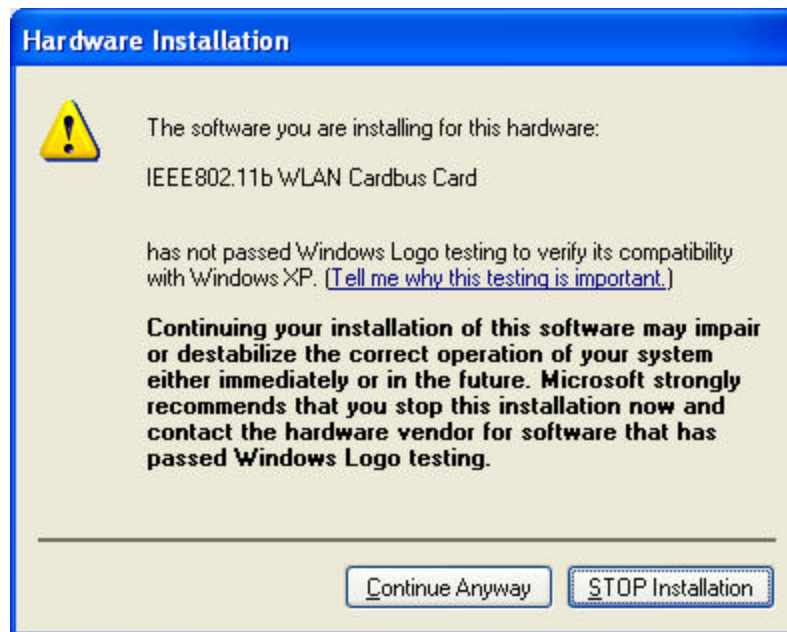 Hardware Installation
The software you are installing for this hardware:
IEEE802.11b WLAN Cardbus Card
has not passed Windows Logo testing to verify its compatibility
with Windows XP. (Tell me why this testing is important.)
Continuing your installation of this software may impair
or destabilize the correct operation of your system
either immediately or in the future. Microsoft strongly
recommends that you stop this installation now and
contact the hardware vendor for software that has
passed Windows Logo testing.
Continue Anyway
STOP Installation